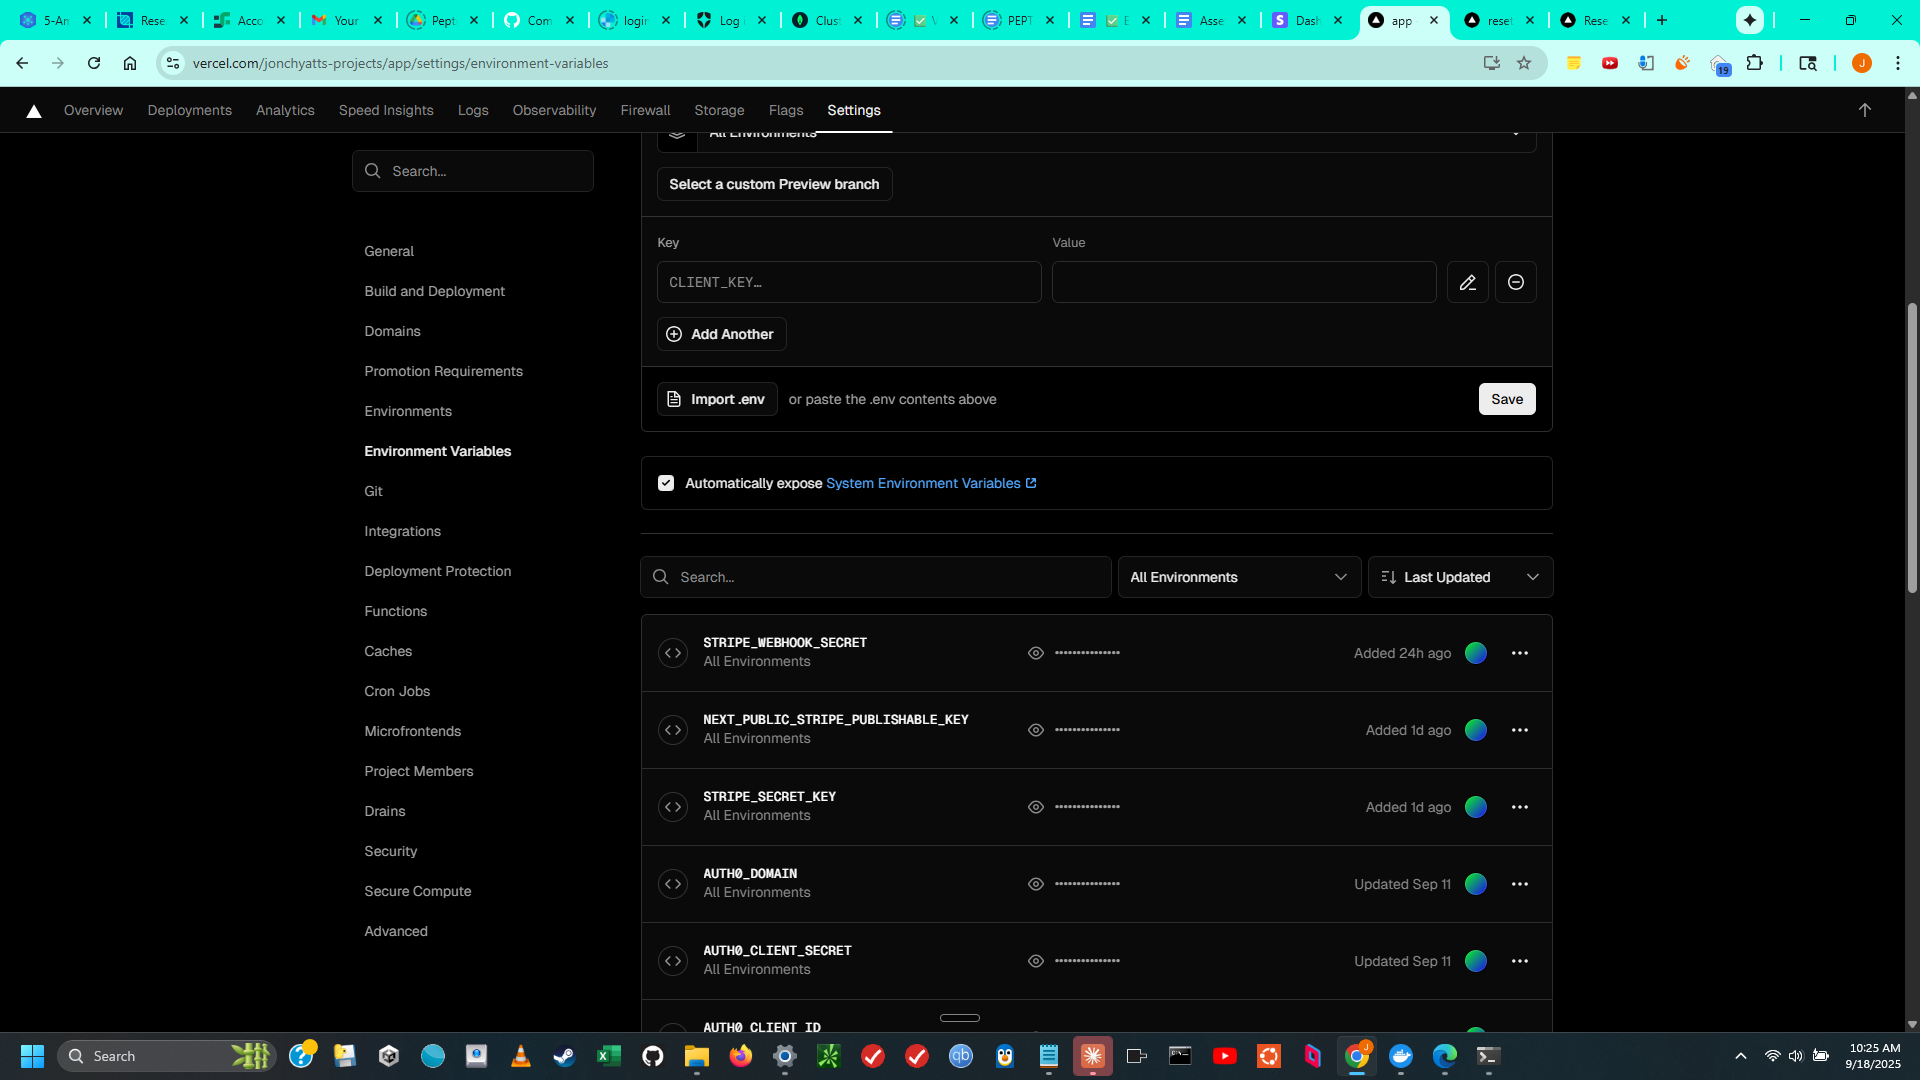 5-An
Rese
Acco
Your
Pept
Com
login
Log i
Clust
✅ V
PEPT
✅ E
Asse
Dash
app
rese
Rese
vercel.com/jonchyatts-projects/app/settings/environment-variables
19
J
Overview
Deployments
Analytics
Speed Insights
Logs
Observability
Firewall
Storage
Flags
Settings
Search...
All Environments
Select a custom Preview branch
General
Build and Deployment
Domains
Promotion Requirements
Environments
Environment Variables
Git
Integrations
Deployment Protection
Functions
Caches
Cron Jobs
Microfrontends
Project Members
Drains
Security
Secure Compute
Advanced
Key
Value
CLIENT_KEY...
Add Another
Import .env
or paste the .env contents above
Save
Automatically expose System Environment Variables
Search...
All Environments
Last Updated
STRIPE_WEBHOOK_SECRET
All Environments
•••••••••••••••
Added 24h ago
NEXT_PUBLIC_STRIPE_PUBLISHABLE_KEY
All Environments
•••••••••••••••
Added 1d ago
STRIPE_SECRET_KEY
All Environments
•••••••••••••••
Added 1d ago
AUTH0_DOMAIN
All Environments
•••••••••••••••
Updated Sep 11
AUTH0_CLIENT_SECRET
All Environments
•••••••••••••••
Updated Sep 11
AUTH0_CLIENT_ID
Search
qb
J
10:25 AM
9/18/2025